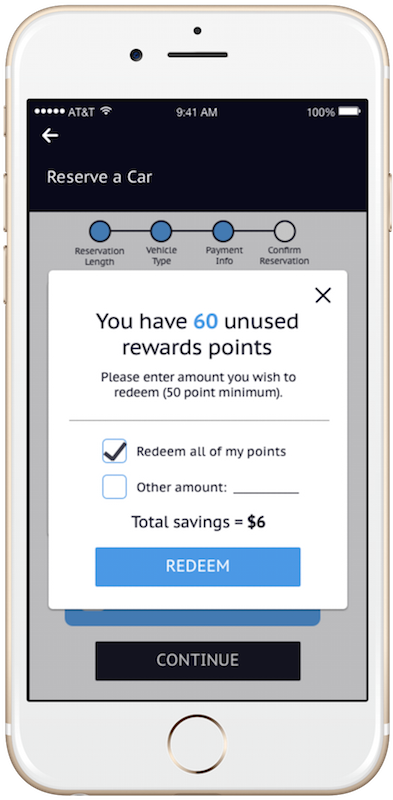 ●●●●● AT&T 9:41 AM 100%
Reserve a Car
Reservation Length
Vehicle Type
Payment Info
Confirm Reservation
You have 60 unused
rewards points
Please enter amount you wish to
redeem (50 point minimum).
Redeem all of my points
Other amount: ________
Total savings = $6
REDEEM
CONTINUE